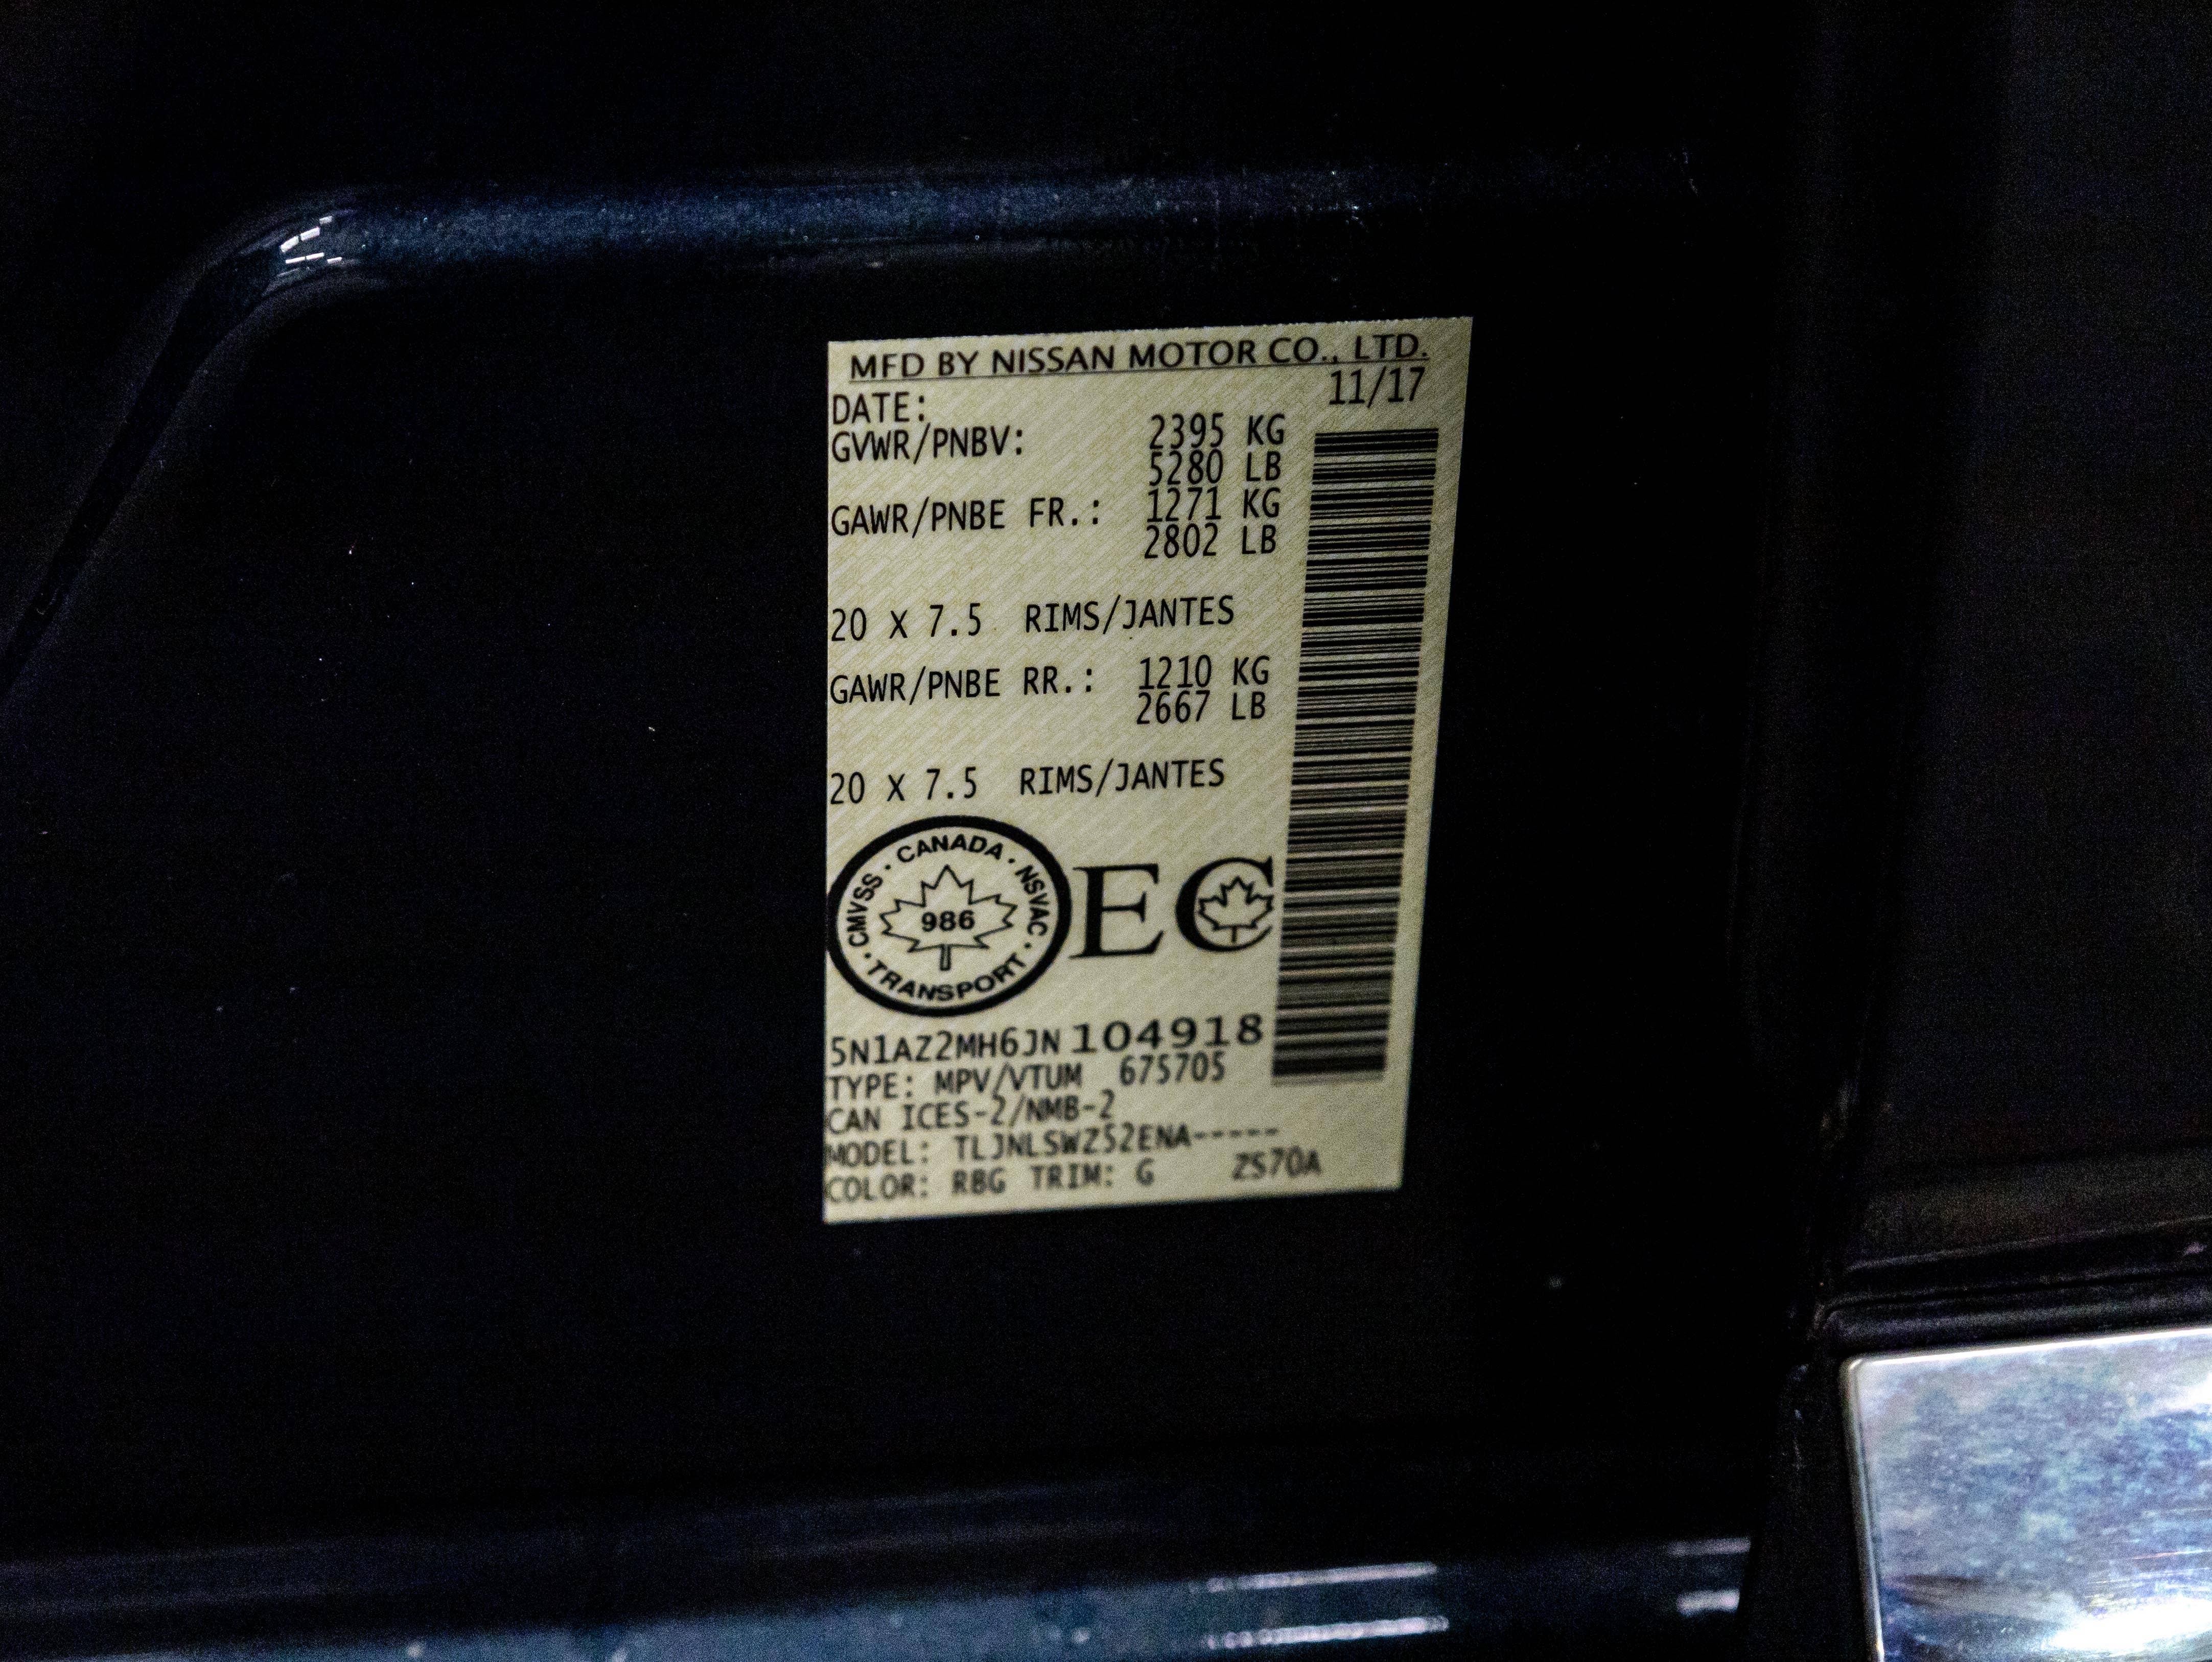 MFD BY NISSAN MOTOR CO., LTD.
DATE: 11/17
GVWR/PNBV: 2395 KG
5280 LB
GAWR/PNBE FR.: 1271 KG
2802 LB
20 X 7.5 RIMS/JANTES
GAWR/PNBE RR.: 1210 KG
2667 LB
20 X 7.5 RIMS/JANTES
CMVSS · CANADA · NSVAC · TRANSPORT ·
986
EC
5N1AZ2MH6JN104918
TYPE: MPV/VTUM 675705
CAN ICES-2/NMB-2
MODEL: TLJNLSWZ52ENA-----
COLOR: RBG TRIM: G ZS70A